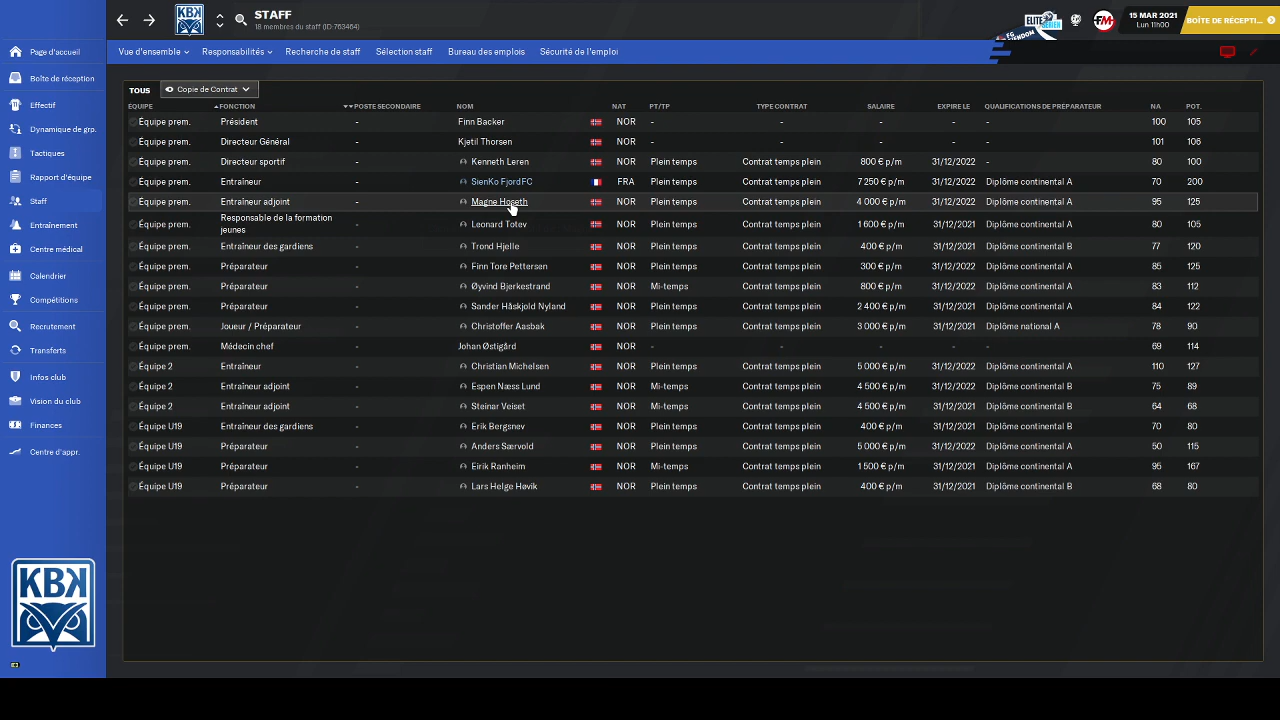 KBK
STAFF
18 membres du staff (ID:763464)
ELITE SERIEN
FM
15 MAR 2021
Lun 11h00
BOÎTE DE RÉCEPTI...
Vue d'ensemble Responsabilités Recherche de staff Sélection staff Bureau des emplois Sécurité de l'emploi
Page d'accueil
Boîte de réception
Effectif
Dynamique de grp.
Tactiques
Rapport d'équipe
Staff
Entraînement
Centre médical
Calendrier
Compétitions
Recrutement
Transferts
Infos club
Vision du club
Finances
Centre d'appr.
KBK
TOUS Copie de Contrat
ÉQUIPE FONCTION POSTE SECONDAIRE NOM NAT PT/TP TYPE CONTRAT SALAIRE EXPIRE LE QUALIFICATIONS DE PRÉPARATEUR NA POT.
Équipe prem. Président - Finn Backer NOR - - - - - 100 105
Équipe prem. Directeur Général - Kjetil Thorsen NOR - - - - - 101 106
Équipe prem. Directeur sportif - Kenneth Leren NOR Plein temps Contrat temps plein 800 € p/m 31/12/2022 - 80 100
Équipe prem. Entraîneur - SienKo FjordFC FRA Plein temps Contrat temps plein 7 250 € p/m 31/12/2022 Diplôme continental A 70 200
Équipe prem. Entraîneur adjoint - Magne Hoseth NOR Plein temps Contrat temps plein 4 000 € p/m 31/12/2022 Diplôme continental A 95 125
Équipe prem. Responsable de la formation jeunes - Leonard Totev NOR Plein temps Contrat temps plein 1 600 € p/m 31/12/2021 Diplôme continental A 80 105
Équipe prem. Entraîneur des gardiens - Trond Hjelle NOR Plein temps Contrat temps plein 400 € p/m 31/12/2021 Diplôme continental B 77 120
Équipe prem. Préparateur - Finn Tore Pettersen NOR Plein temps Contrat temps plein 300 € p/m 31/12/2022 Diplôme continental A 85 125
Équipe prem. Préparateur - Øyvind Bjerkestrand NOR Mi-temps Contrat temps plein 800 € p/m 31/12/2022 Diplôme continental A 83 112
Équipe prem. Préparateur - Sander Håskjold Nyland NOR Plein temps Contrat temps plein 2 400 € p/m 31/12/2021 Diplôme continental A 84 122
Équipe prem. Joueur / Préparateur - Christoffer Aasbak NOR Plein temps Contrat temps plein 3 000 € p/m 31/12/2021 Diplôme national A 78 90
Équipe prem. Médecin chef - Johan Østigård NOR - - - - - 69 114
Équipe 2 Entraîneur - Christian Michelsen NOR Plein temps Contrat temps plein 5 000 € p/m 31/12/2022 Diplôme continental A 110 127
Équipe 2 Entraîneur adjoint - Espen Næss Lund NOR Mi-temps Contrat temps plein 4 500 € p/m 31/12/2022 Diplôme continental B 75 89
Équipe 2 Entraîneur adjoint - Steinar Veiset NOR Mi-temps Contrat temps plein 4 500 € p/m 31/12/2021 Diplôme continental B 64 68
Équipe U19 Entraîneur des gardiens - Erik Bergsnev NOR Plein temps Contrat temps plein 400 € p/m 31/12/2021 Diplôme continental B 70 80
Équipe U19 Préparateur - Anders Særvold NOR Plein temps Contrat temps plein 5 000 € p/m 31/12/2022 Diplôme continental A 50 115
Équipe U19 Préparateur - Eirik Ranheim NOR Mi-temps Contrat temps plein 1 500 € p/m 31/12/2021 Diplôme continental A 95 167
Équipe U19 Préparateur - Lars Helge Høvik NOR Plein temps Contrat temps plein 400 € p/m 31/12/2021 Diplôme continental B 68 80
KBK